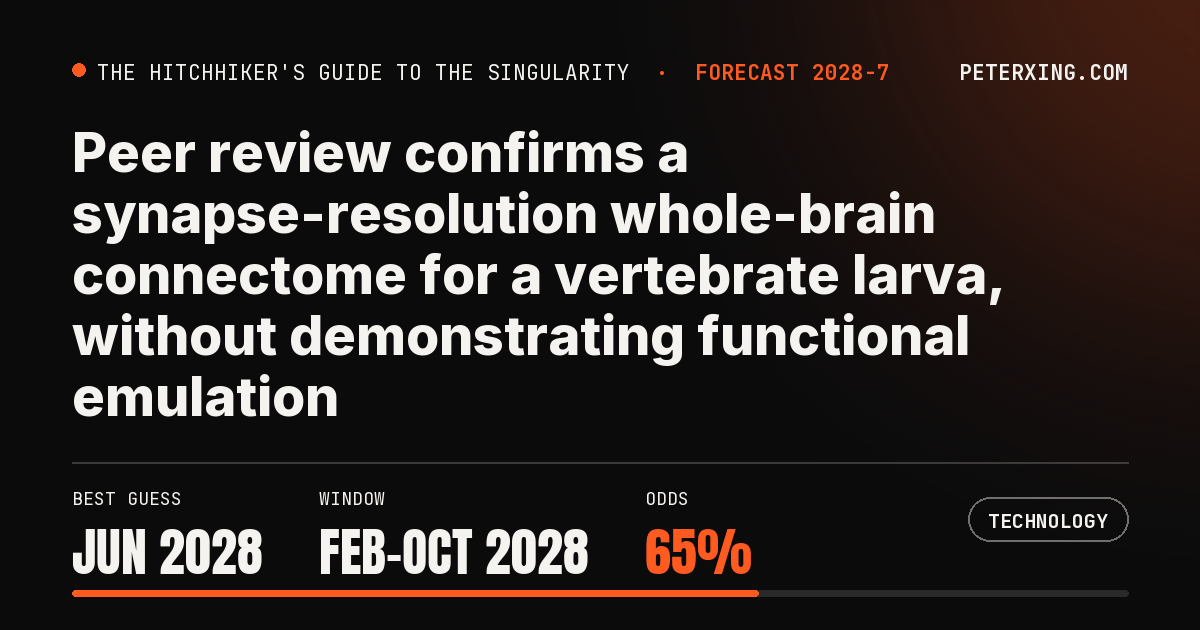 THE HITCHHIKER'S GUIDE TO THE SINGULARITY · FORECAST 2028-7 PETERXING.COM
Peer review confirms a
synapse-resolution whole-brain
connectome for a vertebrate larva,
without demonstrating functional
emulation
BEST GUESS WINDOW ODDS
JUN 2028 FEB-OCT 2028 65%
TECHNOLOGY